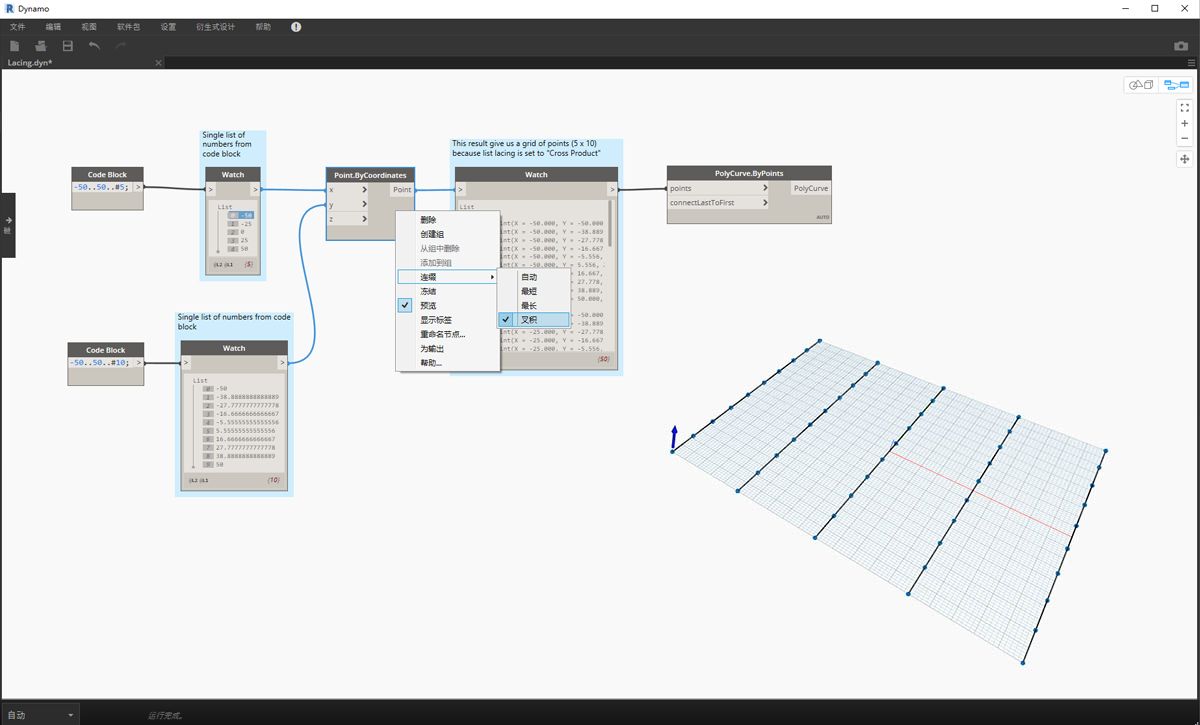 Dynamo
文件 编辑 视图 软件包 设置 衍生式设计 帮助
Lacing.dyn*
Single list of
numbers from
code block
This result give us a grid of points (5 x 10)
because list lacing is set to "Cross Product"
Code Block
-50..50..#5; >
Watch
> >
List
0 -50
1 -25
2 0
3 25
4 50
@L2 @L1 {5}
Point.ByCoordinates
x > Point
y >
z >
Watch
> >
List
int(X = -50.000, Y = -50.000
int(X = -50.000, Y = -38.889
int(X = -50.000, Y = -27.778
int(X = -50.000, Y = -16.667
int(X = -50.000, Y = -5.556,
int(X = -50.000, Y = 5.556,
16.667,
27.778,
38.889,
50.000,
-50.000
-38.889
int(X = -25.000, Y = -27.778
int(X = -25.000, Y = -16.667
int(X = -25.000, Y = -5.556,
{50}
PolyCurve.ByPoints
points > PolyCurve
connectLastToFirst >
AUTO
删除
创建组
从组中删除
添加到组
连缀
冻结
预览
显示标签
重命名节点...
为输出
帮助...
自动
最短
最长
叉积
Single list of numbers from code
block
Code Block
-50..50..#10; >
Watch
> >
List
0 -50
1 -38.8888888888889
2 -27.7777777777778
3 -16.6666666666667
4 -5.55555555555556
5 5.55555555555556
6 16.6666666666667
7 27.7777777777778
8 38.8888888888889
9 50
@L2 @L1 {10}
自动
运行完成。